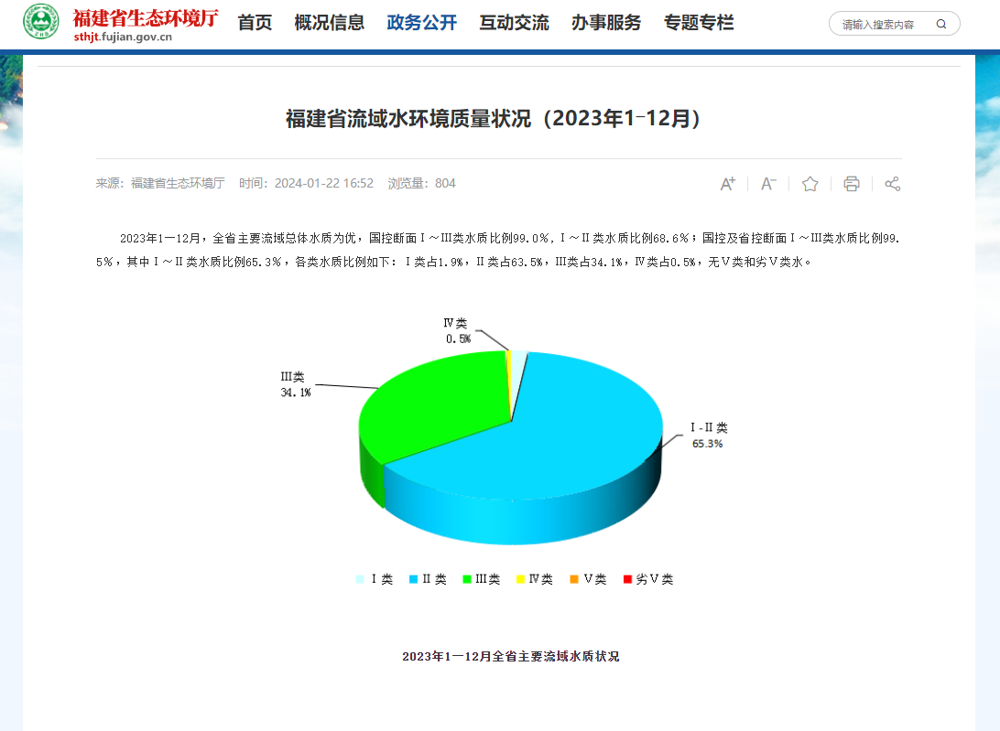 福建省生态环境厅
sthjt.fujian.gov.cn
首页 概况信息 政务公开 互动交流 办事服务 专题专栏
请输入搜索内容
福建省流域水环境质量状况（2023年1-12月）
来源：福建省生态环境厅 时间：2024-01-22 16:52 浏览量：804
A+ A-
2023年1—12月，全省主要流域总体水质为优，国控断面Ⅰ～Ⅲ类水质比例99.0%，Ⅰ～Ⅱ类水质比例68.6%；国控及省控断面Ⅰ～Ⅲ类水质比例99.
5%，其中Ⅰ～Ⅱ类水质比例65.3%，各类水质比例如下：Ⅰ类占1.9%，Ⅱ类占63.5%，Ⅲ类占34.1%，Ⅳ类占0.5%，无Ⅴ类和劣Ⅴ类水。
Ⅳ类
0.5%
Ⅲ类
34.1%
Ⅰ-Ⅱ类
65.3%
Ⅰ类 Ⅱ类 Ⅲ类 Ⅳ类 Ⅴ类 劣Ⅴ类
2023年1—12月全省主要流域水质状况